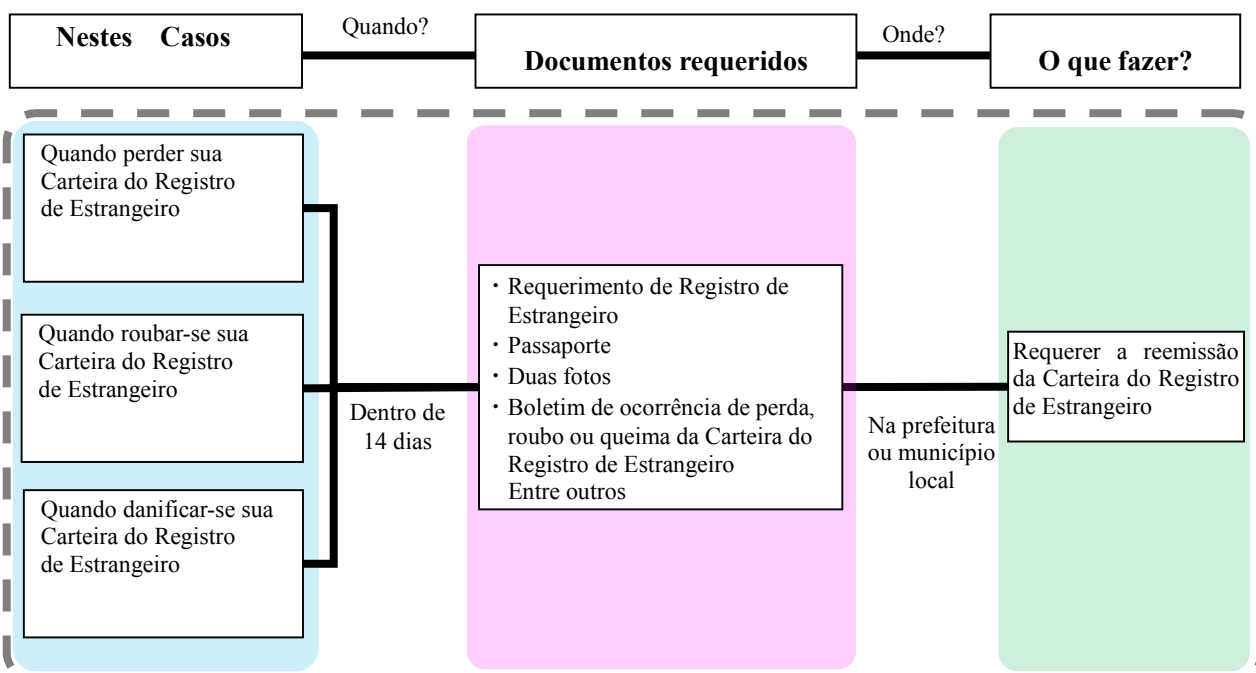 Nestes Casos
Quando?
Documentos requeridos
Onde?
O que fazer?
Quando perder sua
Carteira do Registro
de Estrangeiro
Quando roubar-se sua
Carteira do Registro
de Estrangeiro
Quando danificar-se sua
Carteira do Registro
de Estrangeiro
Dentro de
14 dias
・Requerimento de Registro de
Estrangeiro
・Passaporte
・Duas fotos
・Boletim de ocorrência de perda,
roubo ou queima da Carteira do
Registro de Estrangeiro
Entre outros
Na prefeitura
ou município
local
Requerer a reemissão
da Carteira do Registro
de Estrangeiro